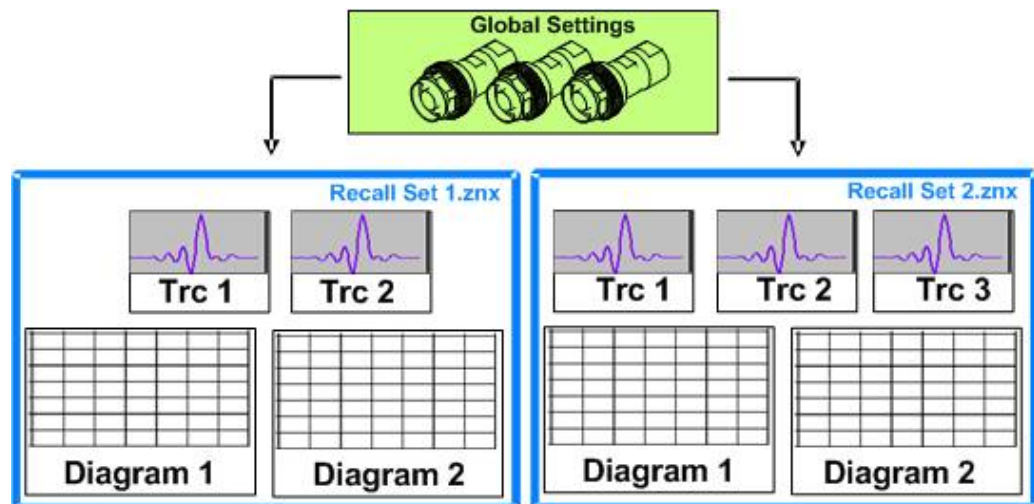 Global Settings
Recall Set 1.znx
Trc 1
Trc 2
Diagram 1
Diagram 2
Recall Set 2.znx
Trc 1
Trc 2
Trc 3
Diagram 1
Diagram 2